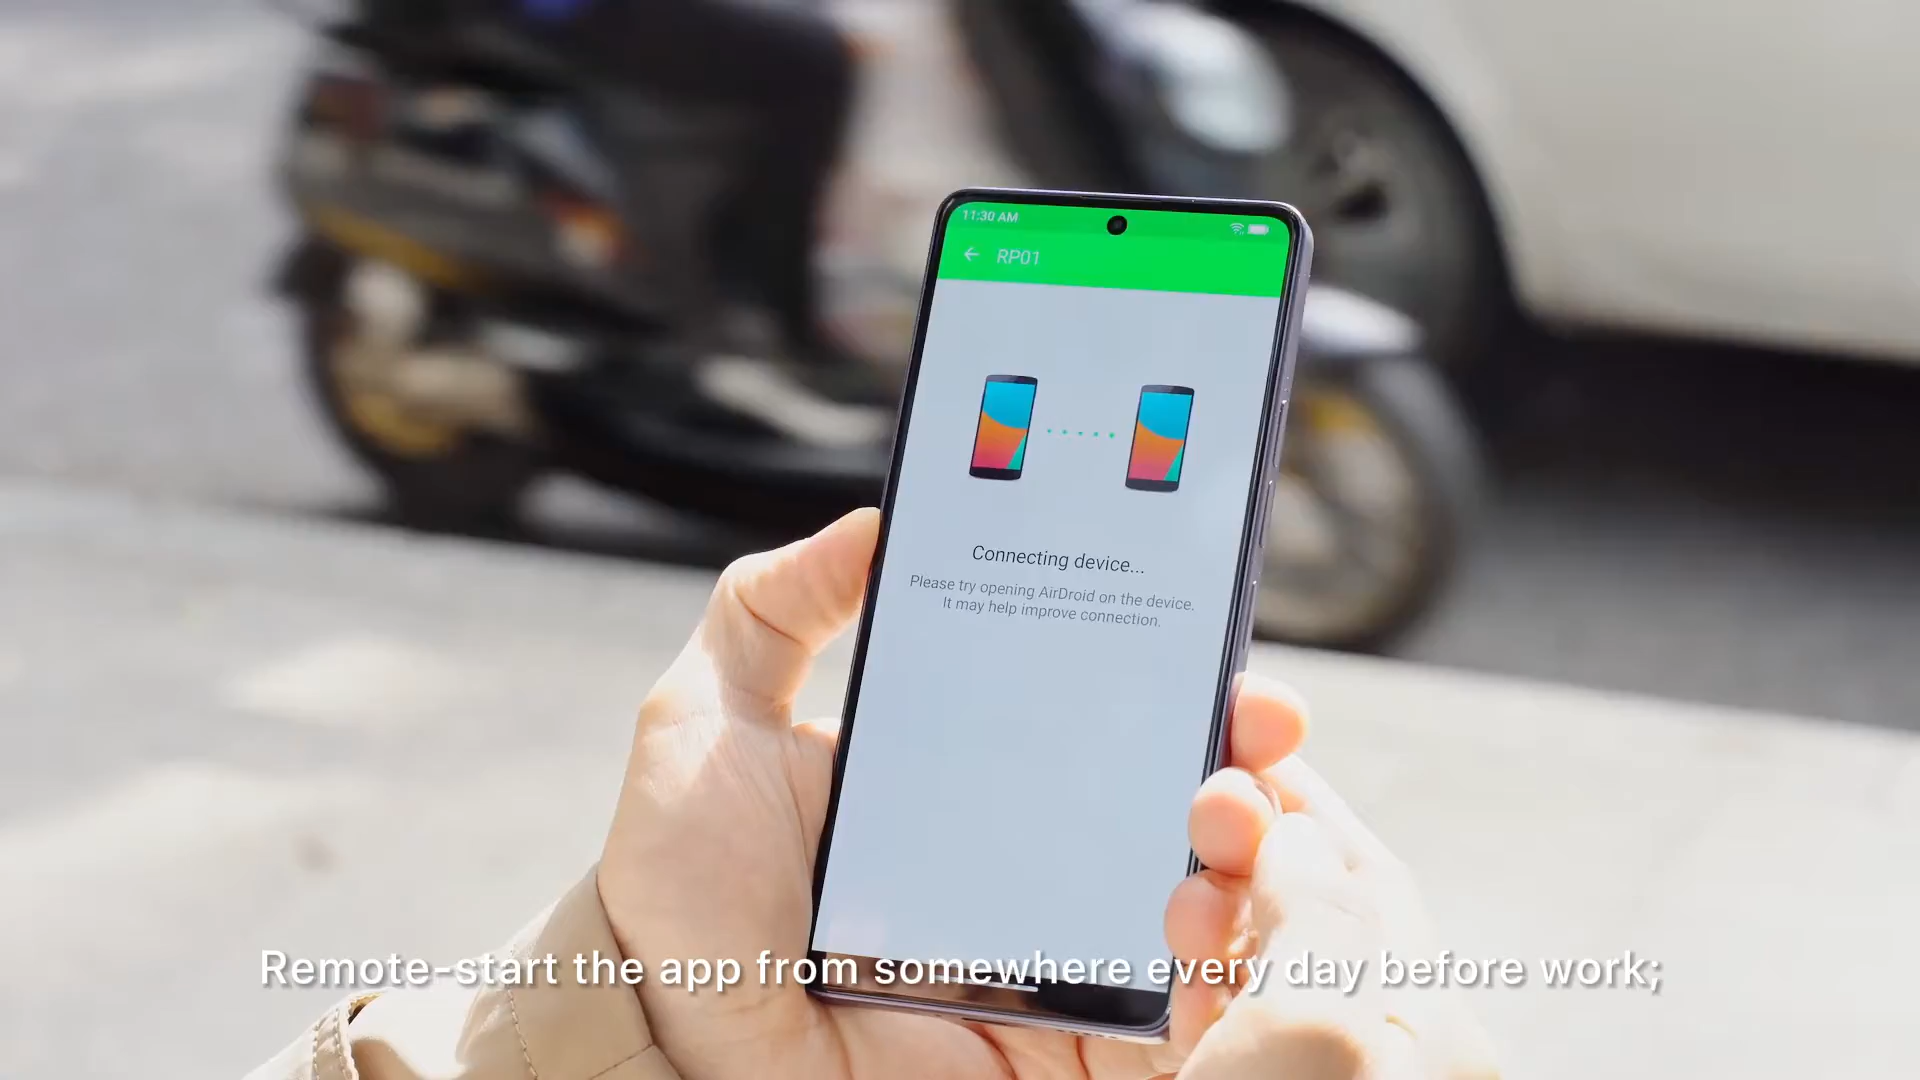 11:30 AM
RP01
Connecting device...
Please try opening AirDroid on the device.
It may help improve connection.
Remote-start the app from somewhere every day before work;